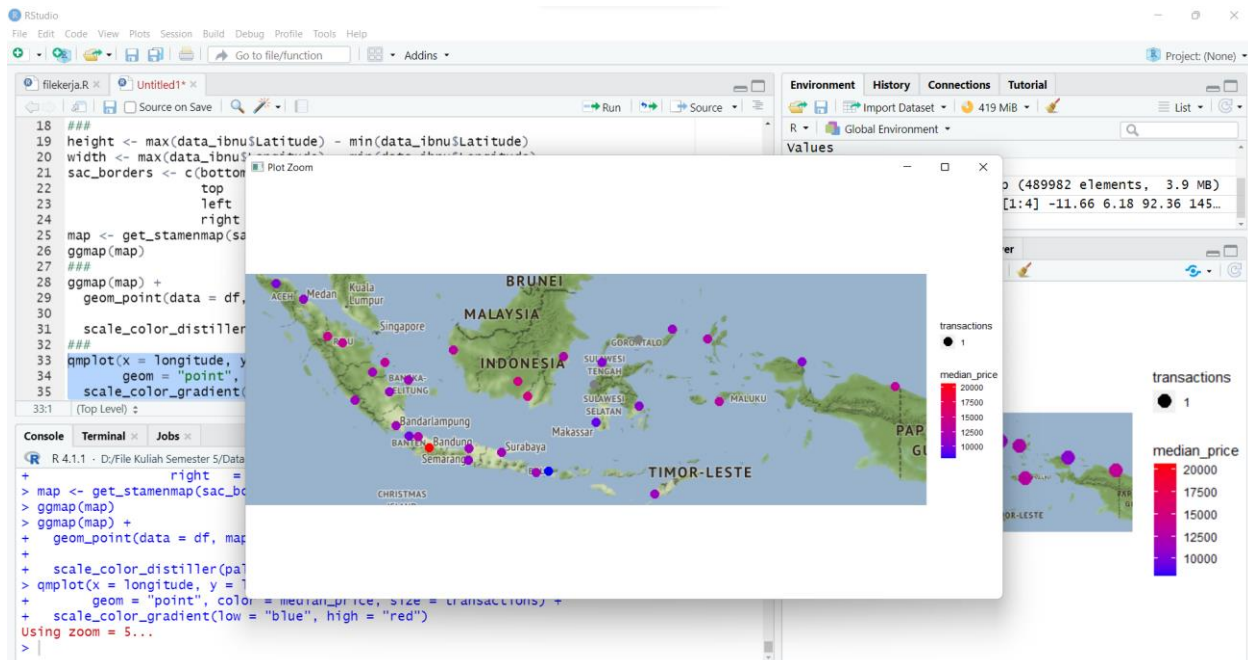 RStudio
File Edit Code View Plots Session Build Debug Profile Tools Help
Go to file/function
Addins
Project: (None)
filekerja.R
Untitled1*
Source on Save
Run
Source
18 ###
19 height <- max(data_ibnu$Latitude) - min(data_ibnu$Latitude)
20 width <- max(data_ibnu$Longitude) - min(data_ibnu$Longitude)
21 sac_borders <- c(bottom
22 top
23 left
24 right
25 map <- get_stamenmap(sa
26 ggmap(map)
27 ###
28 ggmap(map) +
29 geom_point(data = df,
30
31 scale_color_distiller
32 ###
33 qmplot(x = longitude, y
34 geom = "point",
35 scale_color_gradient(
33:1 (Top Level)
Console Terminal Jobs
R 4.1.1 · D:/File Kuliah Semester 5/Data
+ right =
> map <- get_stamenmap(sac_bo
> ggmap(map)
> ggmap(map) +
+ geom_point(data = df, map
+
+ scale_color_distiller(pal
> qmplot(x = longitude, y = l
+ geom = "point", color = median_price, size = transactions) +
+ scale_color_gradient(low = "blue", high = "red")
Using zoom = 5...
>
Plot Zoom
BRUNEI
ACEH
Medan
Kuala
Lumpur
MALAYSIA
Singapore
GORONTALO
INDONESIA
SULAWESI
TENGAH
BANGKA-
BELITUNG
SULAWESI
SELATAN
MALUKU
Bandarlampung
Makassar
BANTEN
Bandung
Surabaya
Semarang
PAP
GU
TIMOR-LESTE
CHRISTMAS
transactions
1
median_price
20000
17500
15000
12500
10000
Environment History Connections Tutorial
Import Dataset
419 MiB
List
R
Global Environment
Values
(489982 elements, 3.9 MB)
[1:4] -11.66 6.18 92.36 145…
er
transactions
1
median_price
20000
17500
15000
12500
10000
OR-LESTE